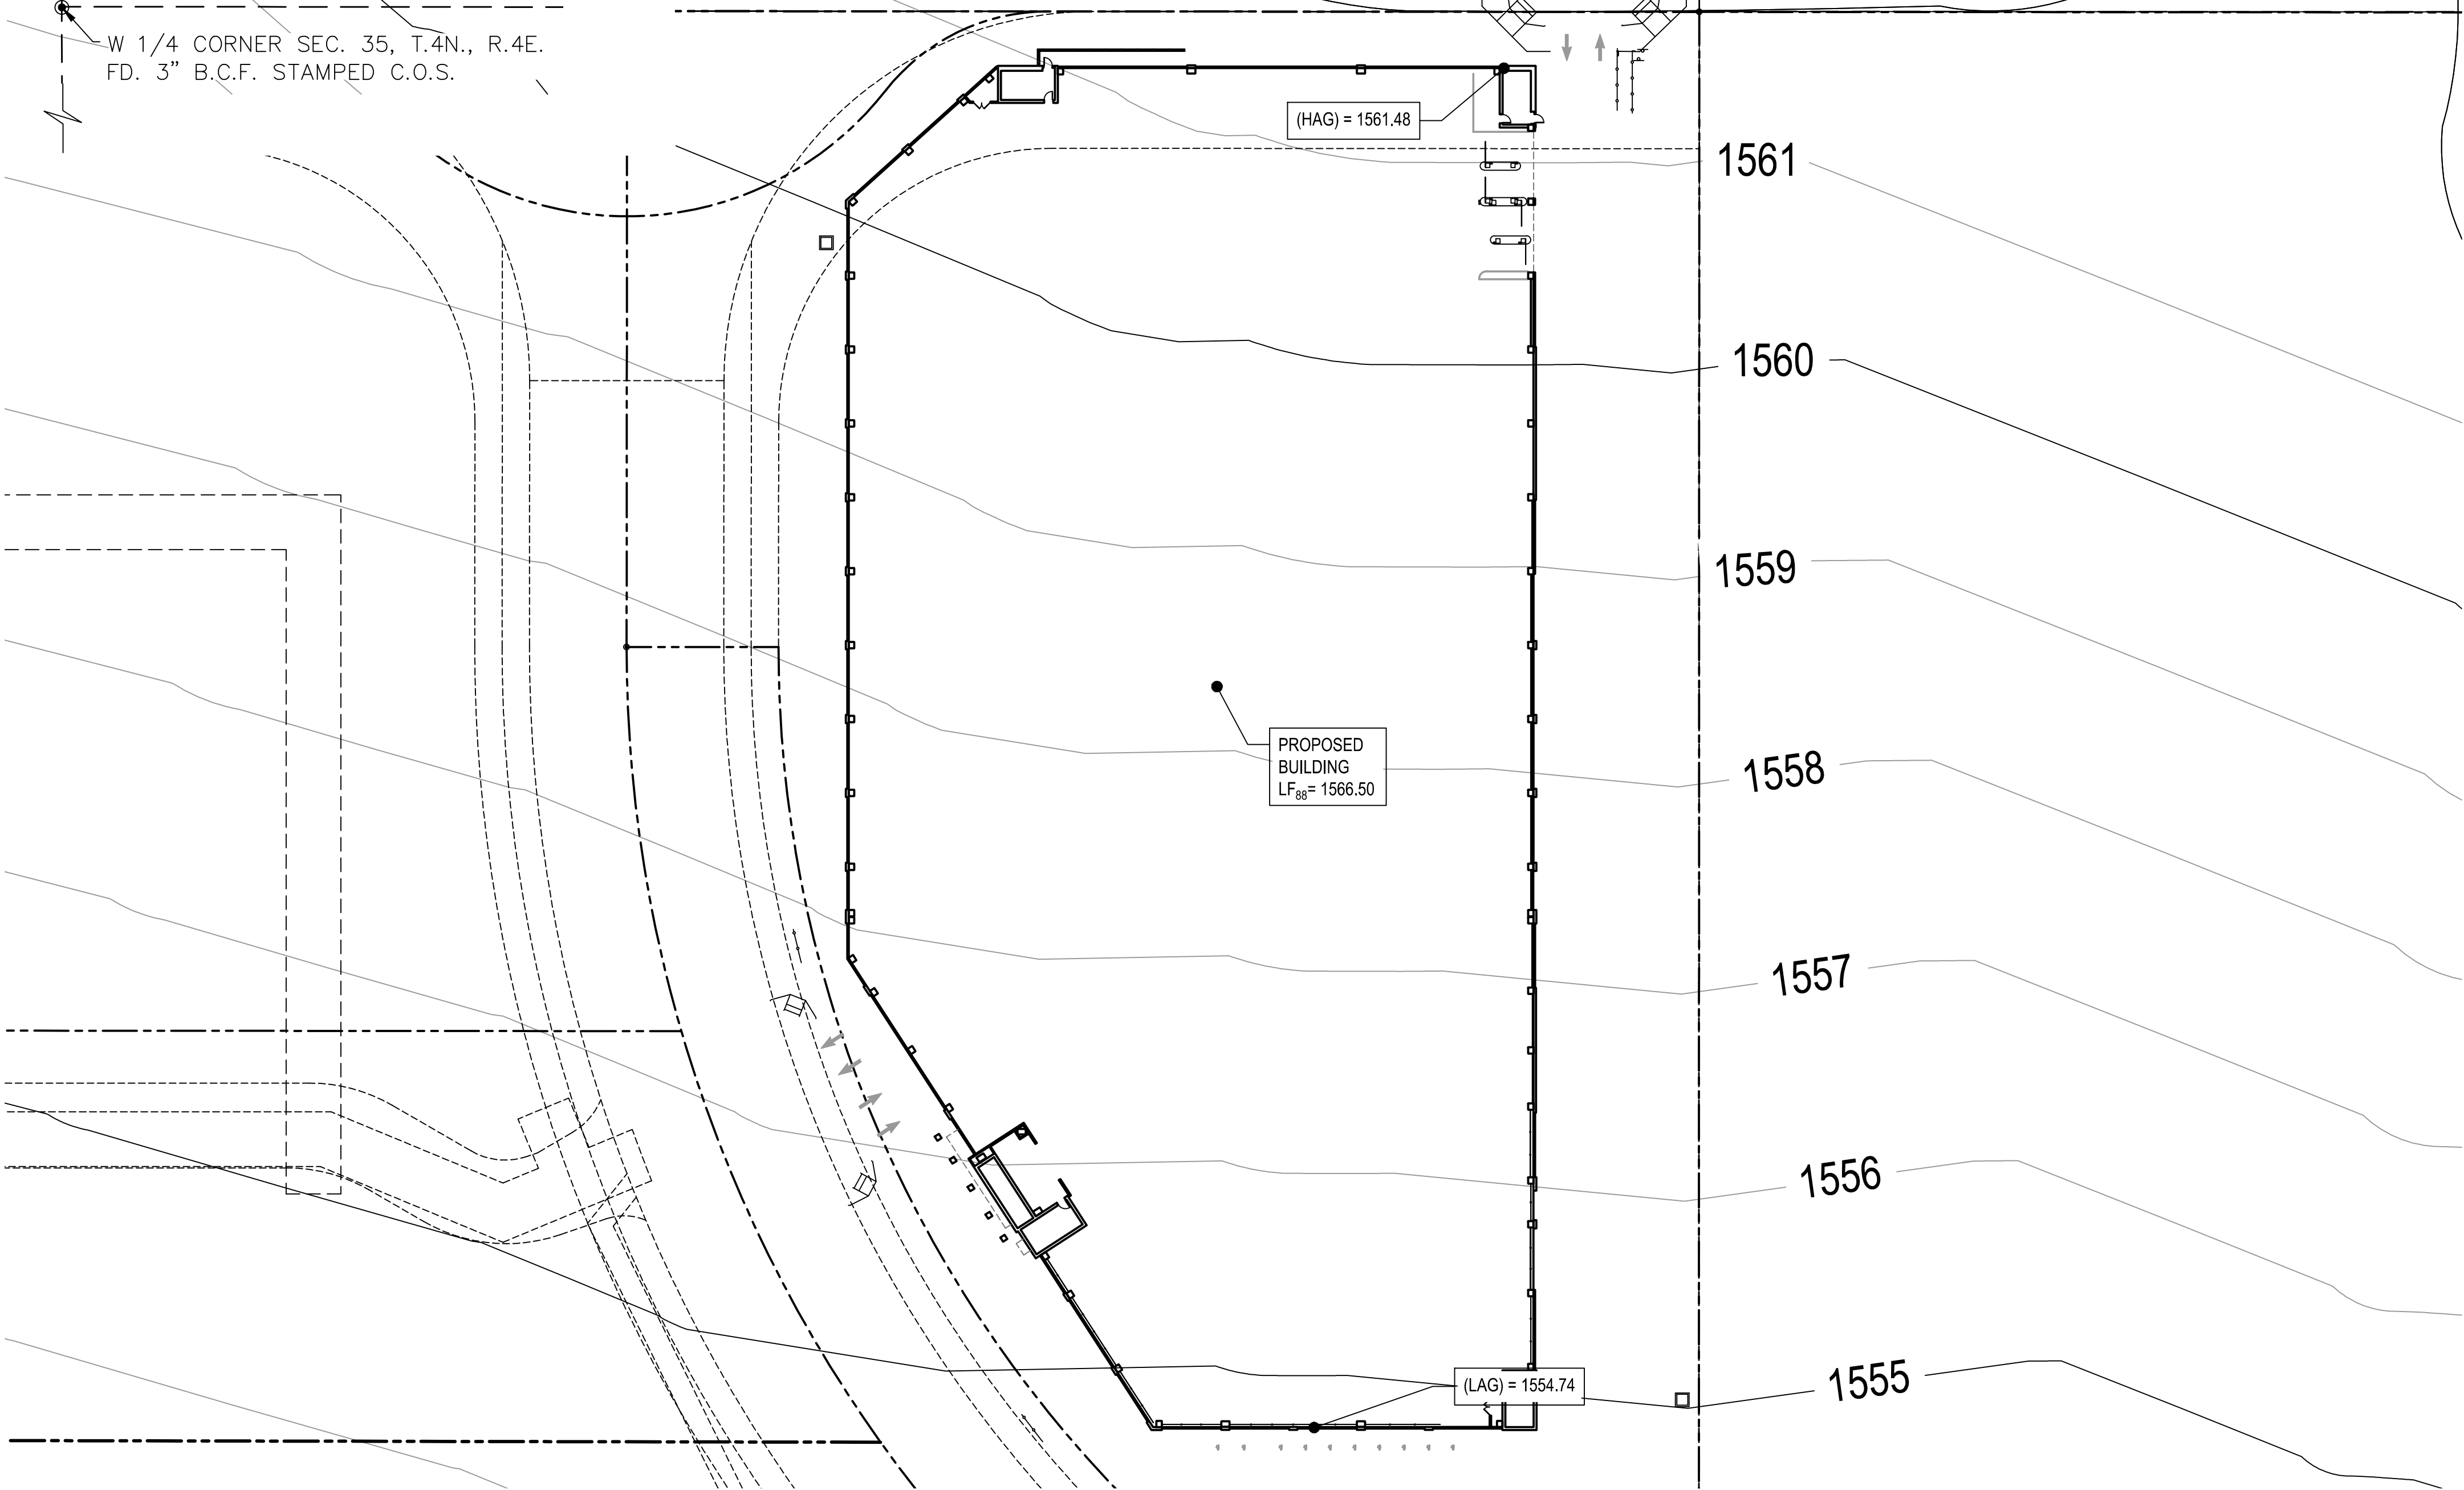 W 1/4 CORNER SEC. 35, T.4N., R.4E.
FD. 3" B.C.F. STAMPED C.O.S.
(HAG) = 1561.48
1561
1560
1559
PROPOSED
BUILDING
LF88= 1566.50
1558
1557
1556
(LAG) = 1554.74
1555